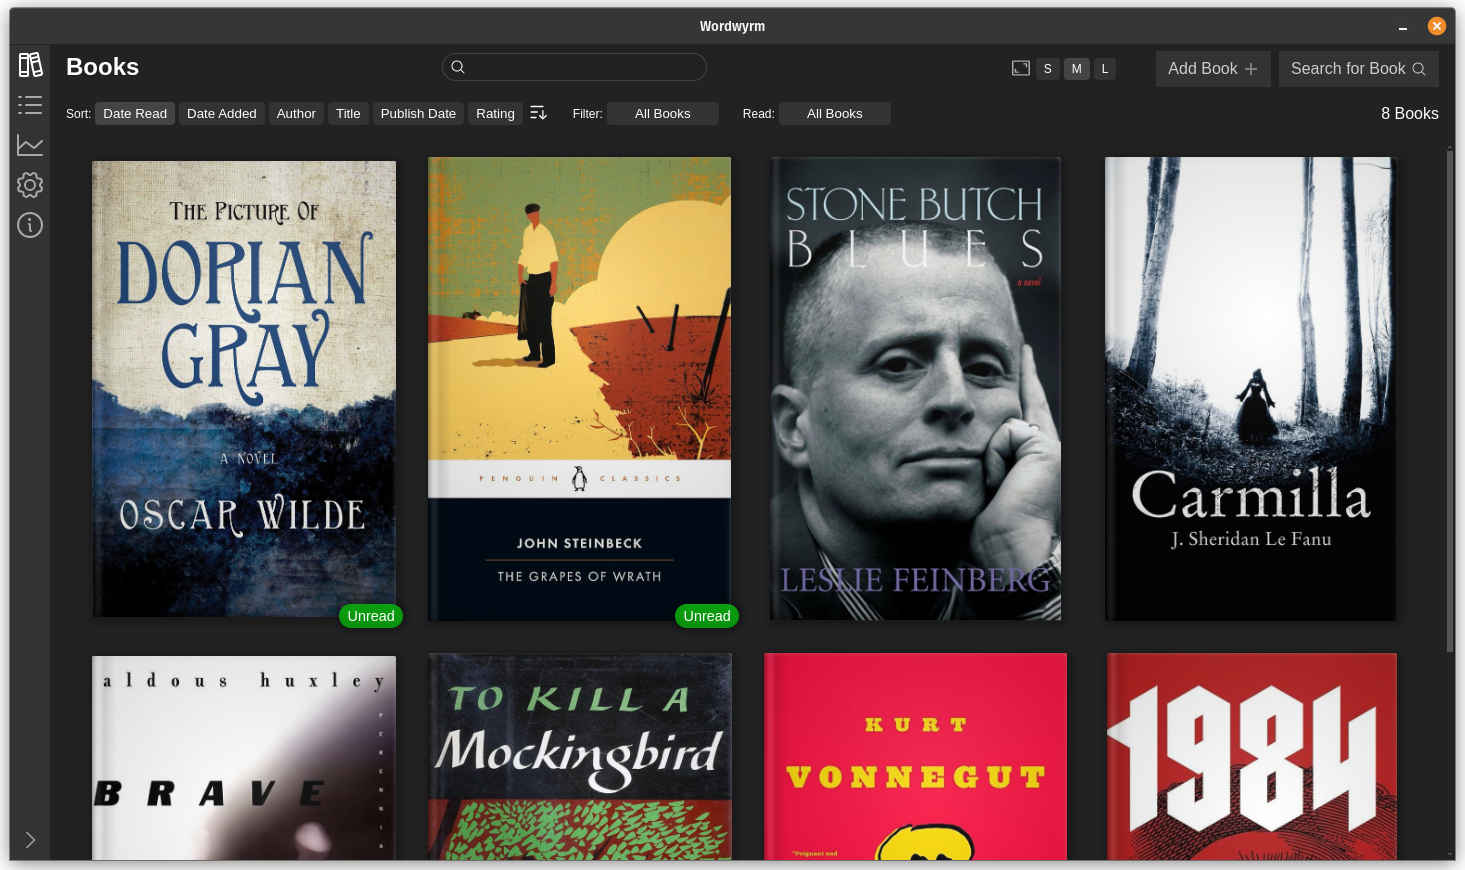 Wordwyrm
Books
S
M
L
Add Book
Search for Book
Sort:
Date Read
Date Added
Author
Title
Publish Date
Rating
Filter:
All Books
Read:
All Books
8 Books
THE PICTURE OF
DORIAN
GRAY
A NOVEL
OSCAR WILDE
Unread
PENGUIN CLASSICS
JOHN STEINBECK
THE GRAPES OF WRATH
Unread
STONE BUTCH
BLUES
a novel
LESLIE FEINBERG
Carmilla
J. Sheridan Le Fanu
aldous huxley
PERENNIA
BRAVE
TO KILL A
Mockingbird
KURT
VONNEGUT
"Poignant and
1984